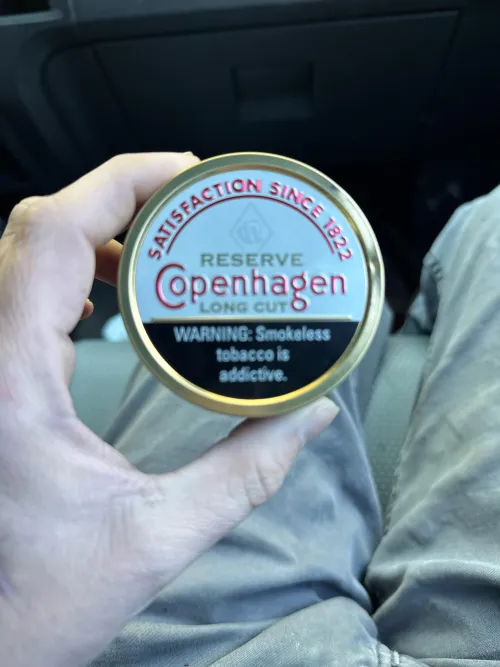 SATISFACTION SINCE 1822
RESERVE
Copenhagen
LONG CUT
WARNING: Smokeless
tobacco is
addictive.